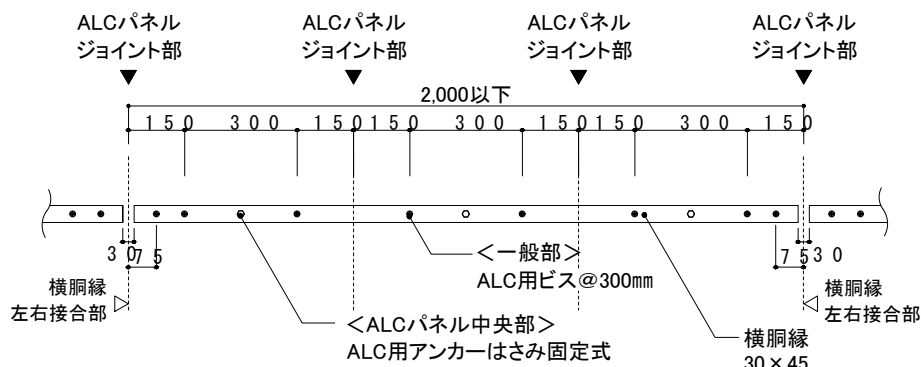 ALCパネル
ジョイント部
ALCパネル
ジョイント部
ALCパネル
ジョイント部
ALCパネル
ジョイント部
2,000以下
150 300 150 150 300 150 150 300 150
30 75
75 30
横胴縁
左右接合部
<一般部>
ALC用ビス@300mm
<ALCパネル中央部>
ALC用アンカーはさみ固定式
横胴縁
30×45
横胴縁
左右接合部